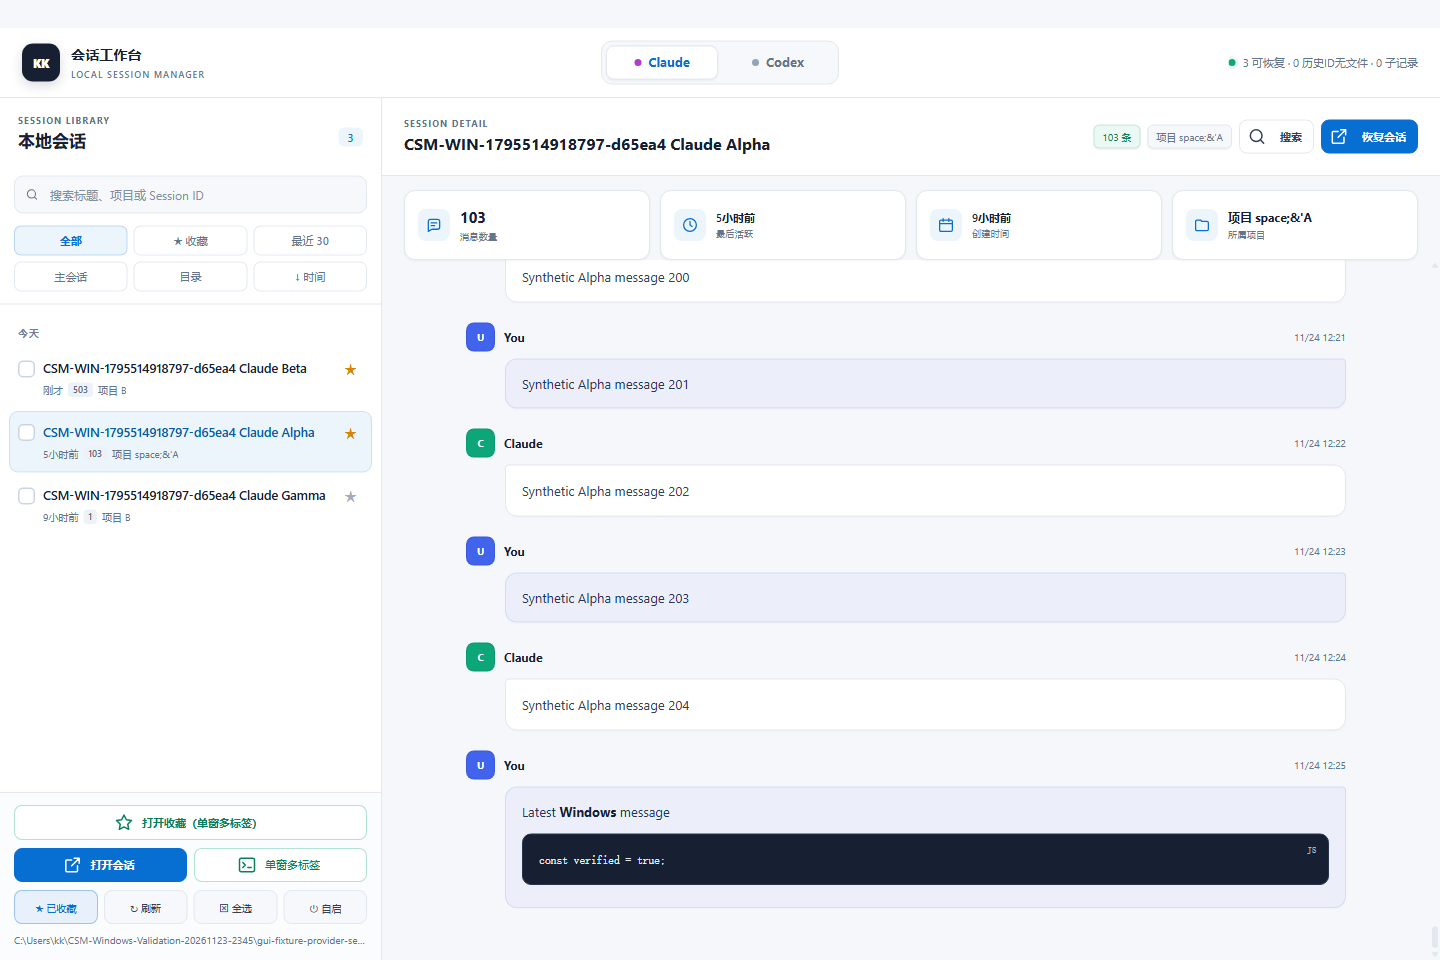 KK
会话工作台
LOCAL SESSION MANAGER
Claude
Codex
3 可恢复 · 0 历史ID无文件 · 0 子记录
SESSION LIBRARY
本地会话
3
搜索标题、项目或 Session ID
全部
★ 收藏
最近 30
主会话
目录
↓ 时间
今天
CSM-WIN-1795514918797-d65ea4 Claude Beta
★
刚才 503 项目 B
CSM-WIN-1795514918797-d65ea4 Claude Alpha
★
5小时前 103 项目 space;&'A
CSM-WIN-1795514918797-d65ea4 Claude Gamma
★
9小时前 1 项目 B
打开收藏（单窗多标签）
打开会话
单窗多标签
★ 已收藏
↻ 刷新
☒ 全选
⏻ 自启
C:\Users\kk\CSM-Windows-Validation-20261123-2345\gui-fixture-provider-se...
SESSION DETAIL
CSM-WIN-1795514918797-d65ea4 Claude Alpha
103 条
项目 space;&'A
搜索
恢复会话
103
消息数量
5小时前
最后活跃
9小时前
创建时间
项目 space;&'A
所属项目
Synthetic Alpha message 200
U You 11/24 12:21
Synthetic Alpha message 201
C Claude 11/24 12:22
Synthetic Alpha message 202
U You 11/24 12:23
Synthetic Alpha message 203
C Claude 11/24 12:24
Synthetic Alpha message 204
U You 11/24 12:25
Latest Windows message
JS
const verified = true;